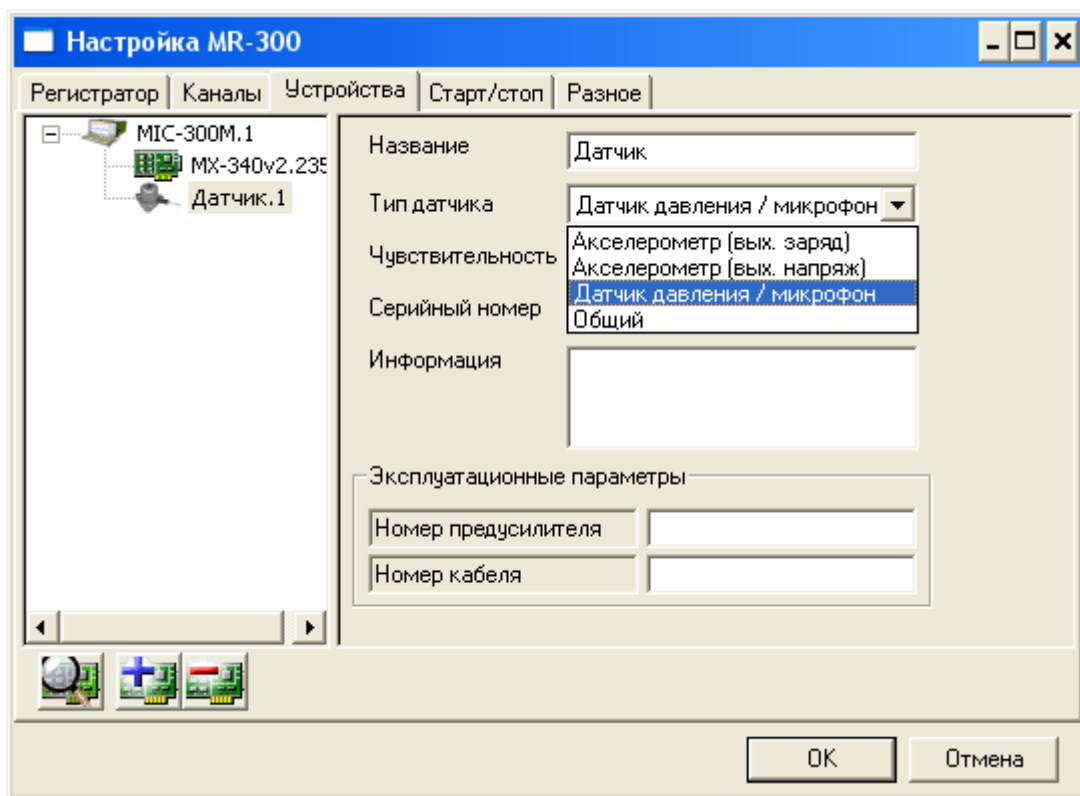 Настройка MR-300
Регистратор Каналы Устройства Старт/стоп Разное
MIC-300M.1
MX-340v2.235
Датчик.1
Название Датчик
Тип датчика Датчик давления / микрофон
Акселерометр (вых. заряд)
Акселерометр (вых. напряж)
Датчик давления / микрофон
Общий
Чувствительность
Серийный номер
Информация
Эксплуатационные параметры
Номер предусилителя
Номер кабеля
OK Отмена